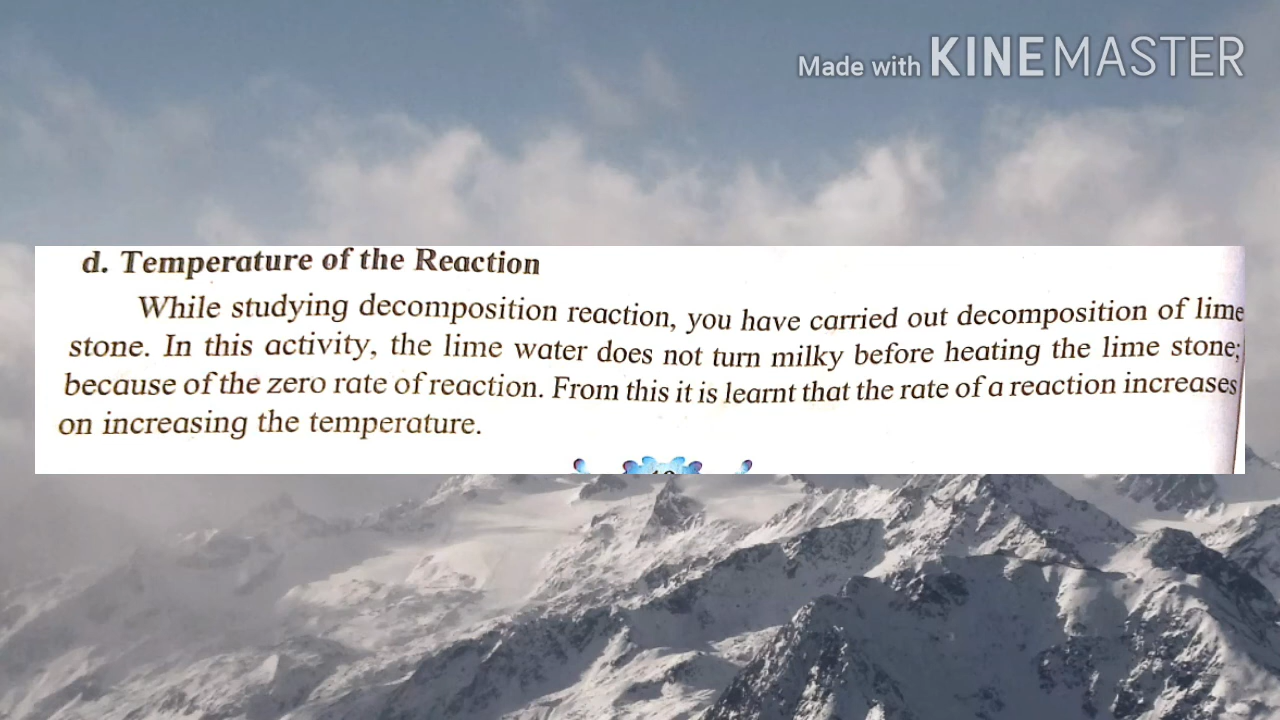 Made with KINEMASTER
d. Temperature of the Reaction
While studying decomposition reaction, you have carried out decomposition of lime
stone. In this activity, the lime water does not turn milky before heating the lime stone;
because of the zero rate of reaction. From this it is learnt that the rate of a reaction increases
on increasing the temperature.